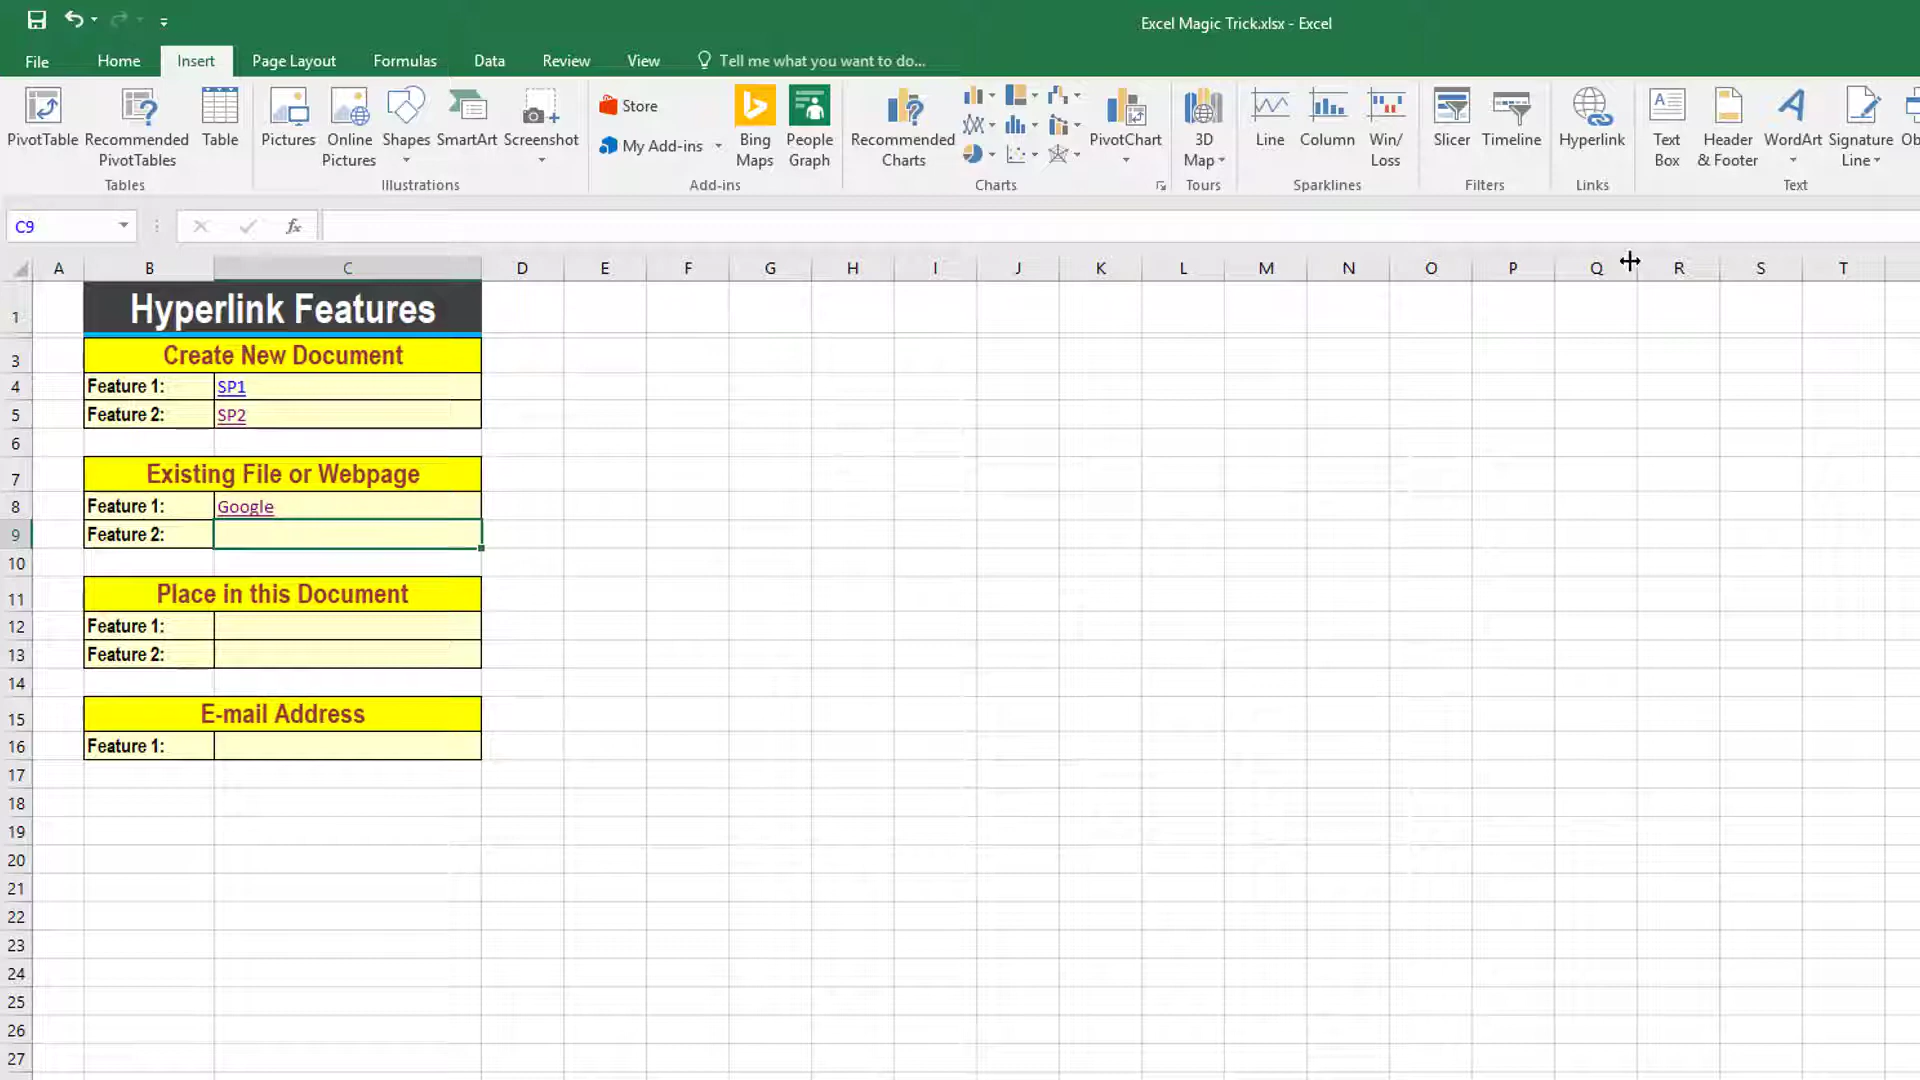 Excel Magic Trick.xlsx - Excel
File Home Insert Page Layout Formulas Data Review View Tell me what you want to do...
PivotTable
Recommended
PivotTables
Table
Pictures
Online
Pictures
Shapes
SmartArt
Screenshot
Store
My Add-ins
Bing
Maps
People
Graph
Recommended
Charts
PivotChart
3D
Map
Line
Column
Win/
Loss
Slicer
Timeline
Hyperlink
Text
Box
Header
& Footer
WordArt
Signature
Line
Tables Illustrations Add-ins Charts Tours Sparklines Filters Links Text
C9 fx
A B C D E F G H I J K L M N O P Q R S T
1 Hyperlink Features
3 Create New Document
4 Feature 1: SP1
5 Feature 2: SP2
6
7 Existing File or Webpage
8 Feature 1: Google
9 Feature 2:
10
11 Place in this Document
12 Feature 1:
13 Feature 2:
14
15 E-mail Address
16 Feature 1:
17
18
19
20
21
22
23
24
25
26
27